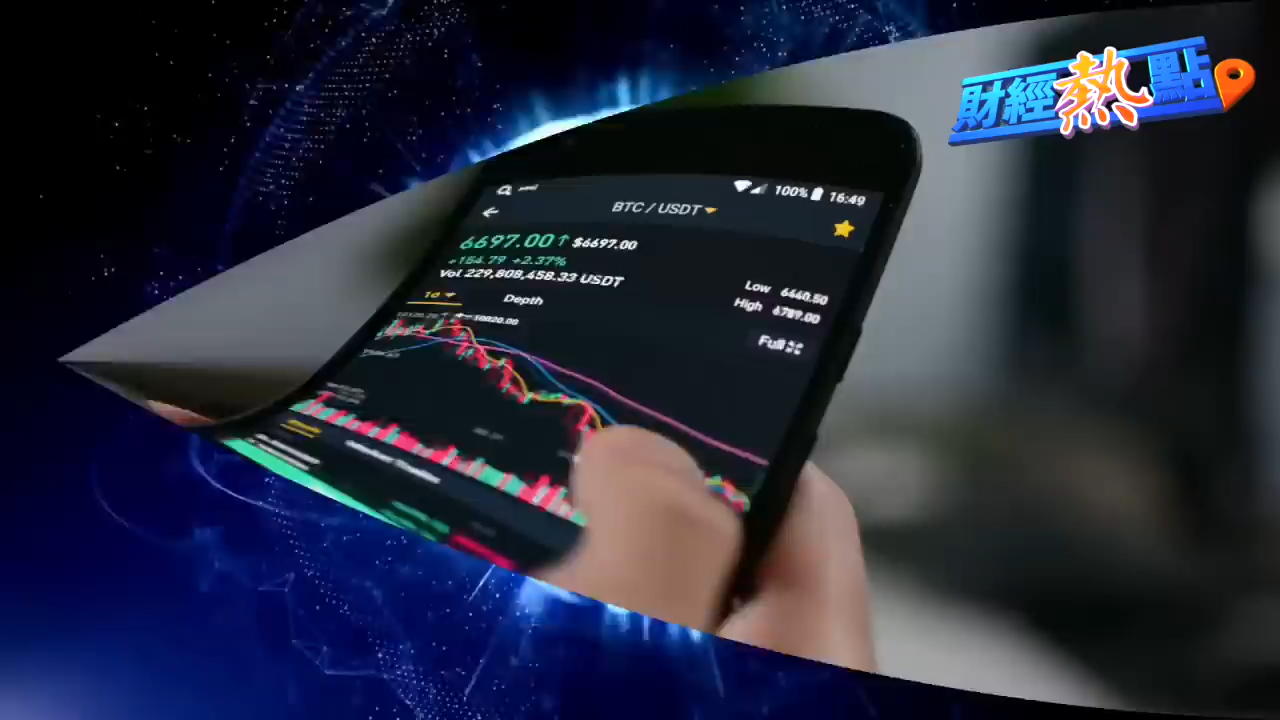 財經熱點
100% 16:49
BTC / USDT
6697.00↑ $6697.00
+154.79 +2.37%
Vol 229,808,458.33 USDT
Low 6440.50
High 6789.00
1d
Depth
Full